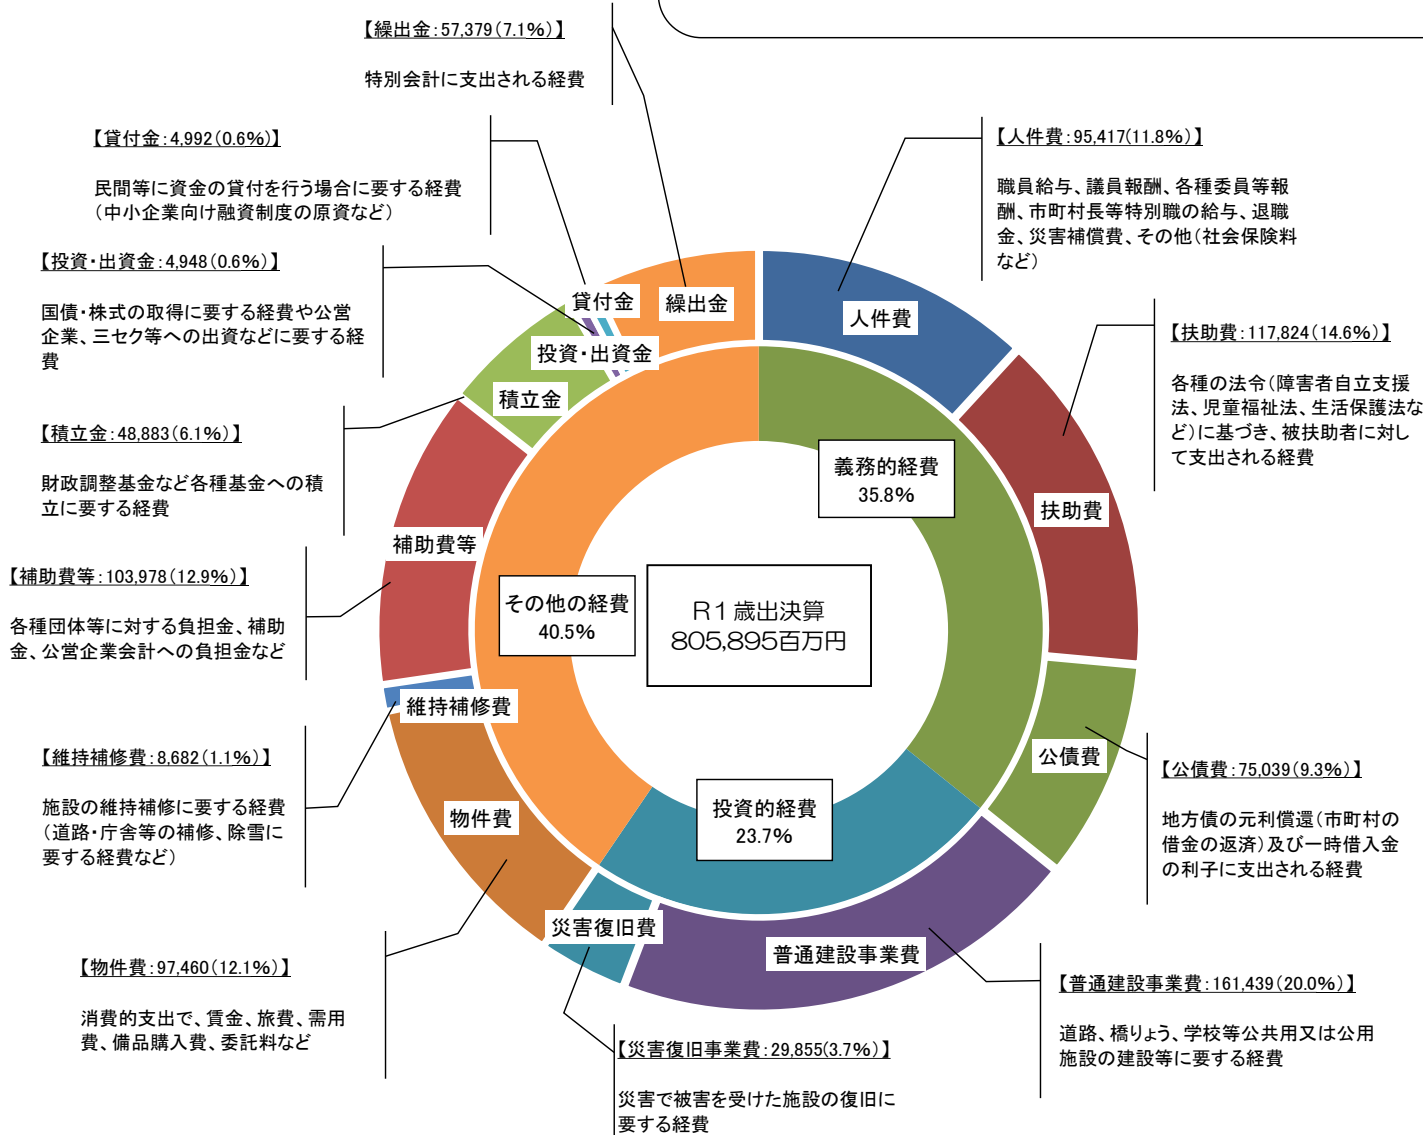 【繰出金：57,379(7.1%)】
特別会計に支出される経費
【貸付金：4,992(0.6%)】
民間等に資金の貸付を行う場合に要する経費
（中小企業向け融資制度の原資など）
【投資・出資金：4,948(0.6%)】
国債・株式の取得に要する経費や公営
企業、三セク等への出資などに要する経
費
【積立金：48,883(6.1%)】
財政調整基金など各種基金への積
立に要する経費
【補助費等：103,978(12.9%)】
各種団体等に対する負担金、補助
金、公営企業会計への負担金など
【維持補修費：8,682(1.1%)】
施設の維持補修に要する経費
（道路・庁舎等の補修、除雪に
要する経費など）
【物件費：97,460(12.1%)】
消費的支出で、賃金、旅費、需用
費、備品購入費、委託料など
【人件費：95,417(11.8%)】
職員給与、議員報酬、各種委員等報
酬、市町村長等特別職の給与、退職
金、災害補償費、その他（社会保険料
など）
【扶助費：117,824(14.6%)】
各種の法令（障害者自立支援
法、児童福祉法、生活保護法な
ど）に基づき、被扶助者に対し
て支出される経費
【公債費：75,039(9.3%)】
地方債の元利償還（市町村の
借金の返済）及び一時借入金
の利子に支出される経費
【普通建設事業費：161,439(20.0%)】
道路、橋りょう、学校等公共用又は公用
施設の建設等に要する経費
【災害復旧事業費：29,855(3.7%)】
災害で被害を受けた施設の復旧に
要する経費
貸付金
繰出金
人件費
投資・出資金
積立金
扶助費
補助費等
維持補修費
公債費
物件費
災害復旧費
普通建設事業費
義務的経費
35.8%
その他の経費
40.5%
投資的経費
23.7%
R1歳出決算
805,895百万円